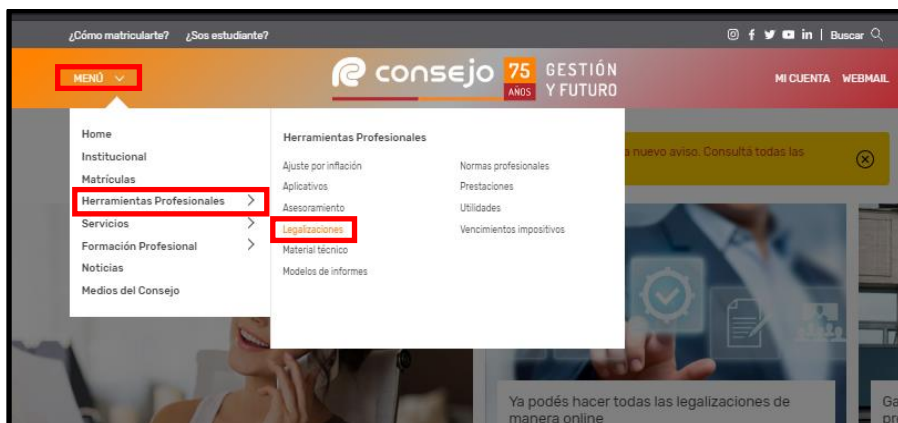 ¿Cómo matricularte? ¿Sos estudiante?
in | Buscar
MENÚ
consejo 75 AÑOS GESTIÓN Y FUTURO
MI CUENTA WEBMAIL
Home
Institucional
Matrículas
Herramientas Profesionales
Servicios
Formación Profesional
Noticias
Medios del Consejo
Herramientas Profesionales
Ajuste por inflación
Aplicativos
Asesoramiento
Legalizaciones
Material técnico
Modelos de informes
Normas profesionales
Prestaciones
Utilidades
Vencimientos impositivos
a nuevo aviso. Consultá todas las
Ya podés hacer todas las legalizaciones de
manera online
Ga